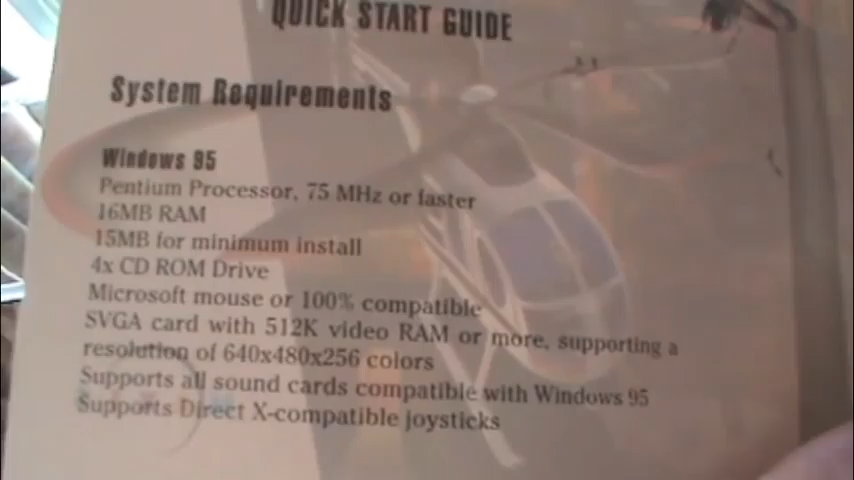 QUICK START GUIDE
System Requirements
Windows 95
Pentium Processor, 75 MHz or faster
16MB RAM
15MB for minimum install
4x CD ROM Drive
Microsoft mouse or 100% compatible
SVGA card with 512K video RAM or more, supporting a
resolution of 640x480x256 colors
Supports all sound cards compatible with Windows 95
Supports Direct X-compatible joysticks